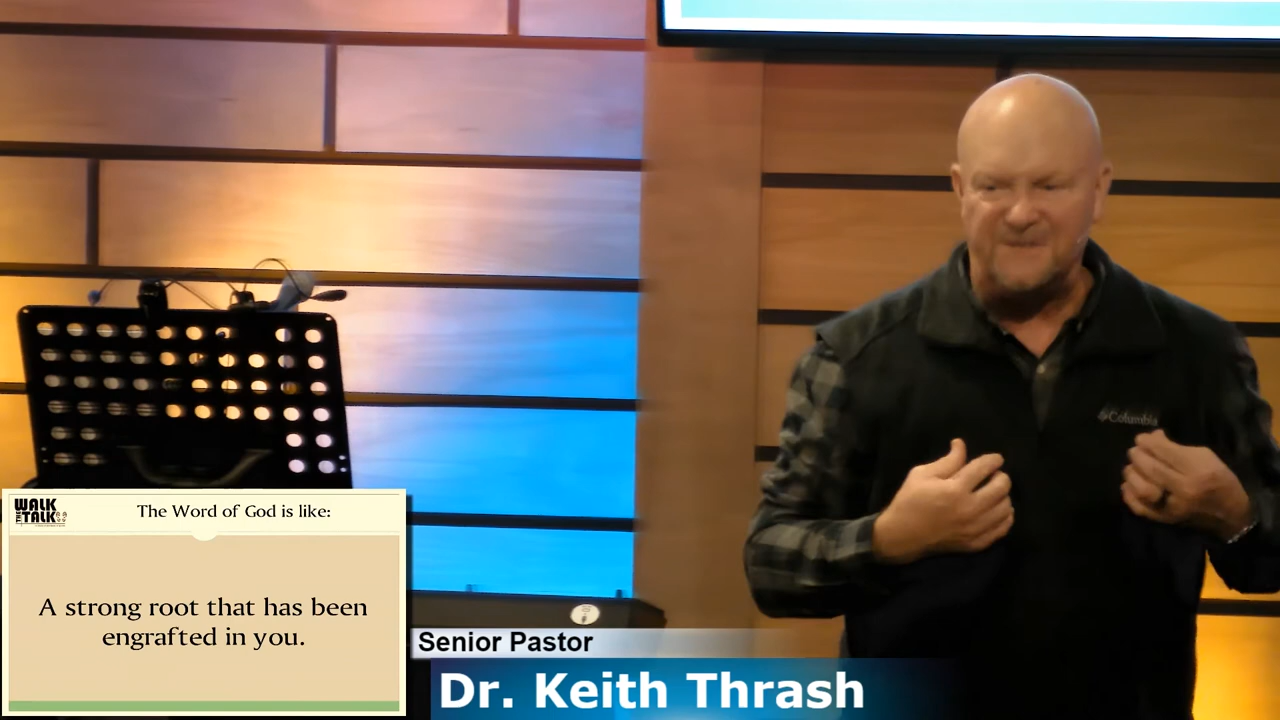 Columbia
WALK
THE TALK
The Word of God is like:
A strong root that has been
engrafted in you.
Senior Pastor
Dr. Keith Thrash